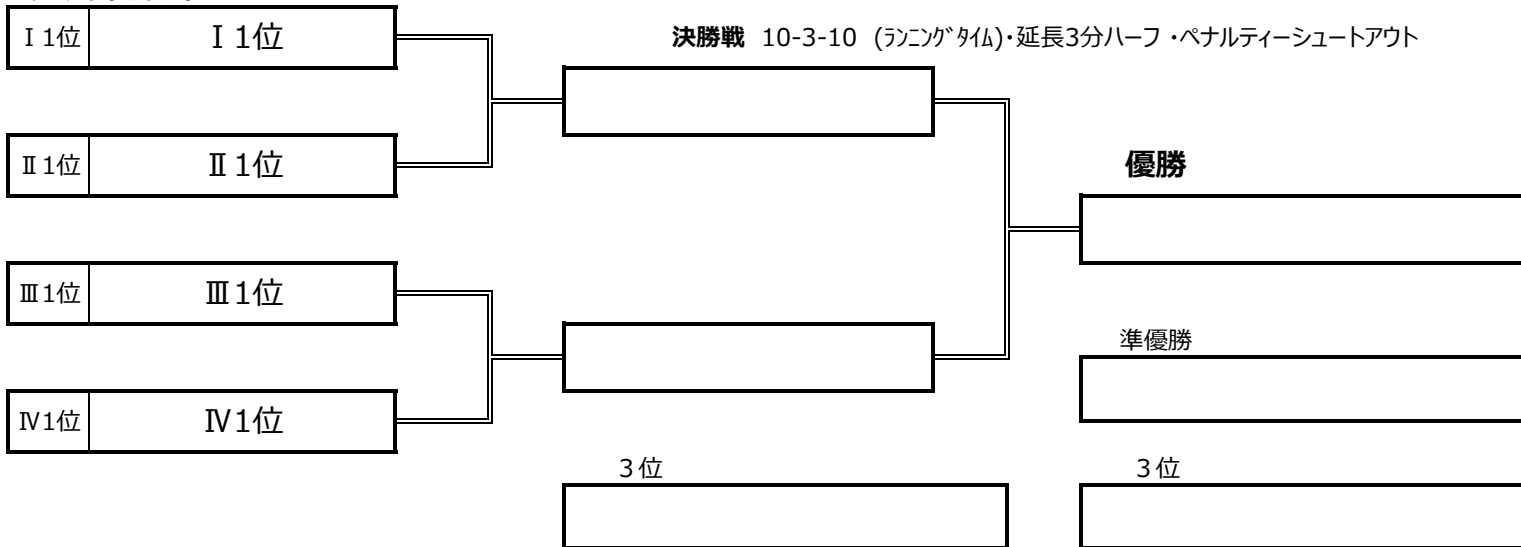 Ⅰ1位 Ⅰ1位
決勝戦 10-3-10 (ﾗﾝﾆﾝｸﾞﾀｲﾑ)・延長3分ハーフ・ペナルティーシュートアウト
Ⅱ1位 Ⅱ1位
優勝
Ⅲ1位 Ⅲ1位
準優勝
Ⅳ1位 Ⅳ1位
3位 3位